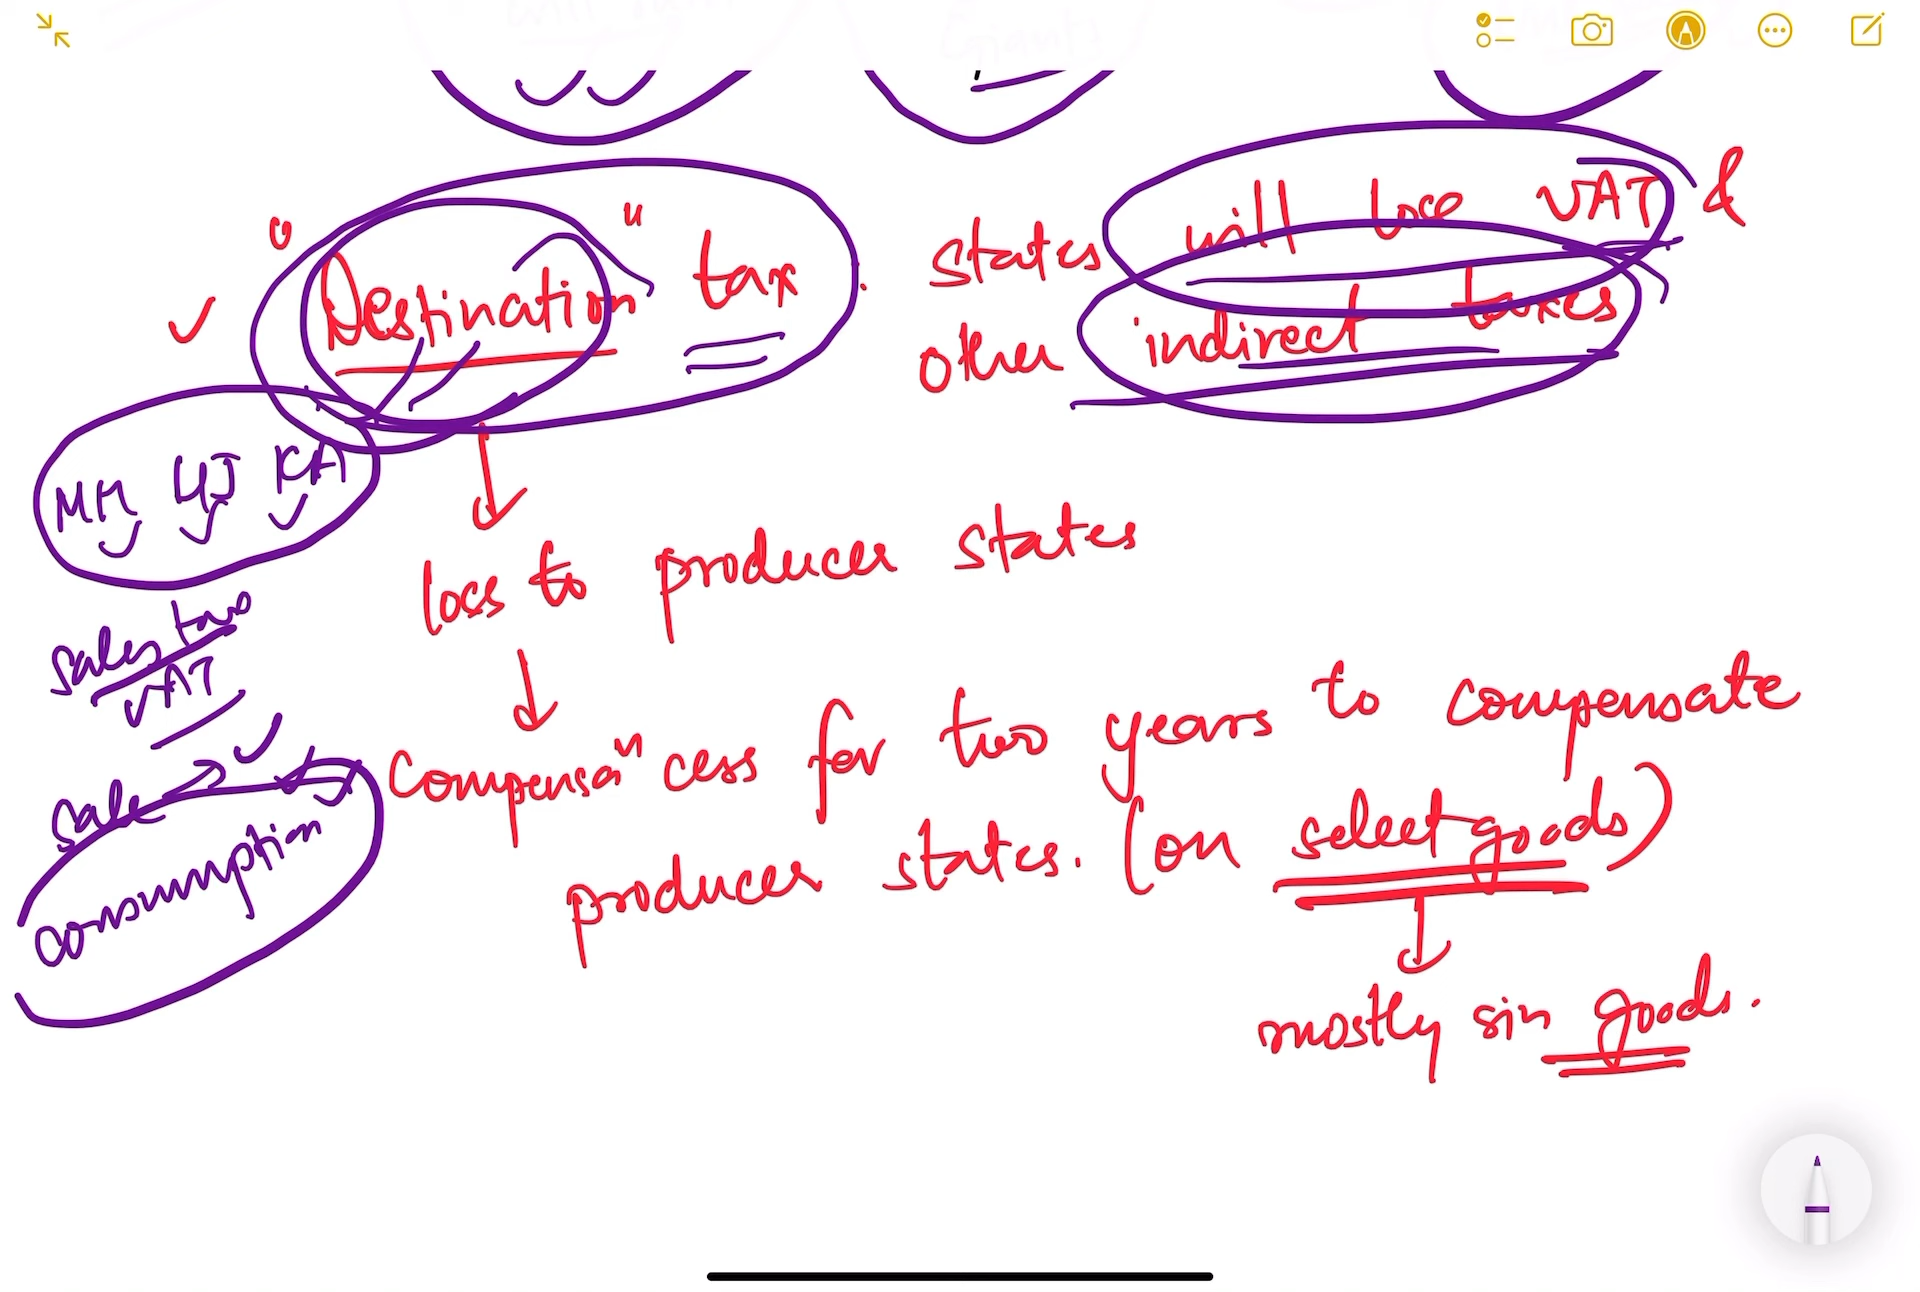 "Destination" tax. states will lose VAT &
other indirect taxes
MH GJ KA
loss to producer states
sales tax
VAT
Compensaⁿ cess for two years to compensate
producer states. (on select goods)
sale →
consumption
mostly sin goods.